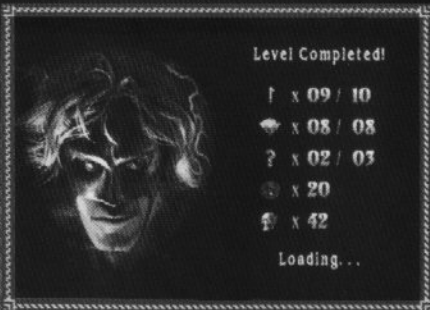 Level Completed!
x 09 / 10
x 08 / 08
x 02 / 03
x 20
x 42
Loading...